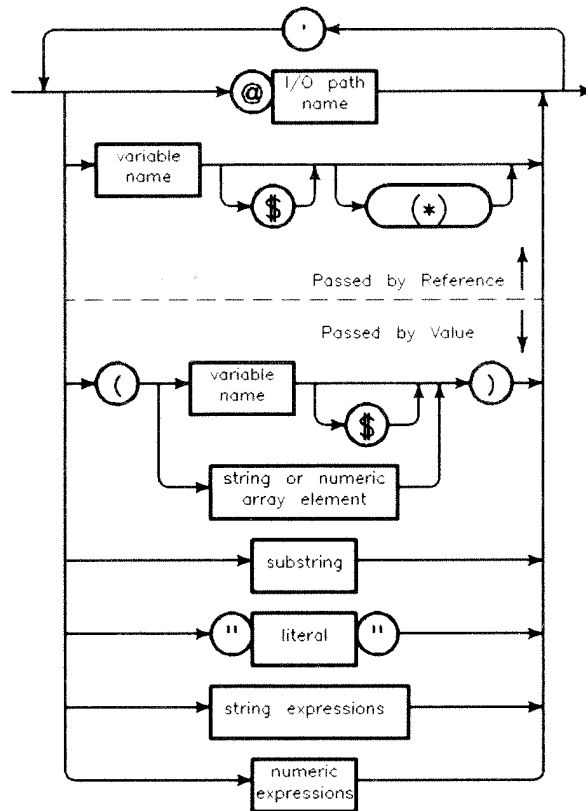 ,
@ I/O path
name
variable
name
$
(*)
Passed by Reference
Passed by Value
(
variable
name
$
)
string or numeric
array element
substring
" literal "
string expressions
numeric
expressions